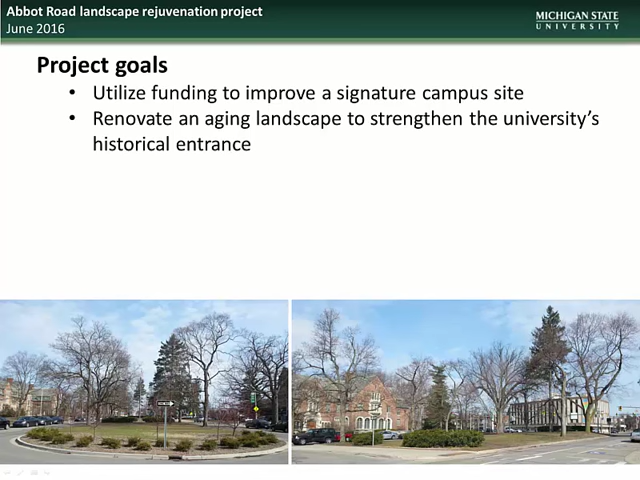 Abbot Road landscape rejuvenation project
June 2016
MICHIGAN STATE
UNIVERSITY
Project goals
• Utilize funding to improve a signature campus site
• Renovate an aging landscape to strengthen the university's
historical entrance